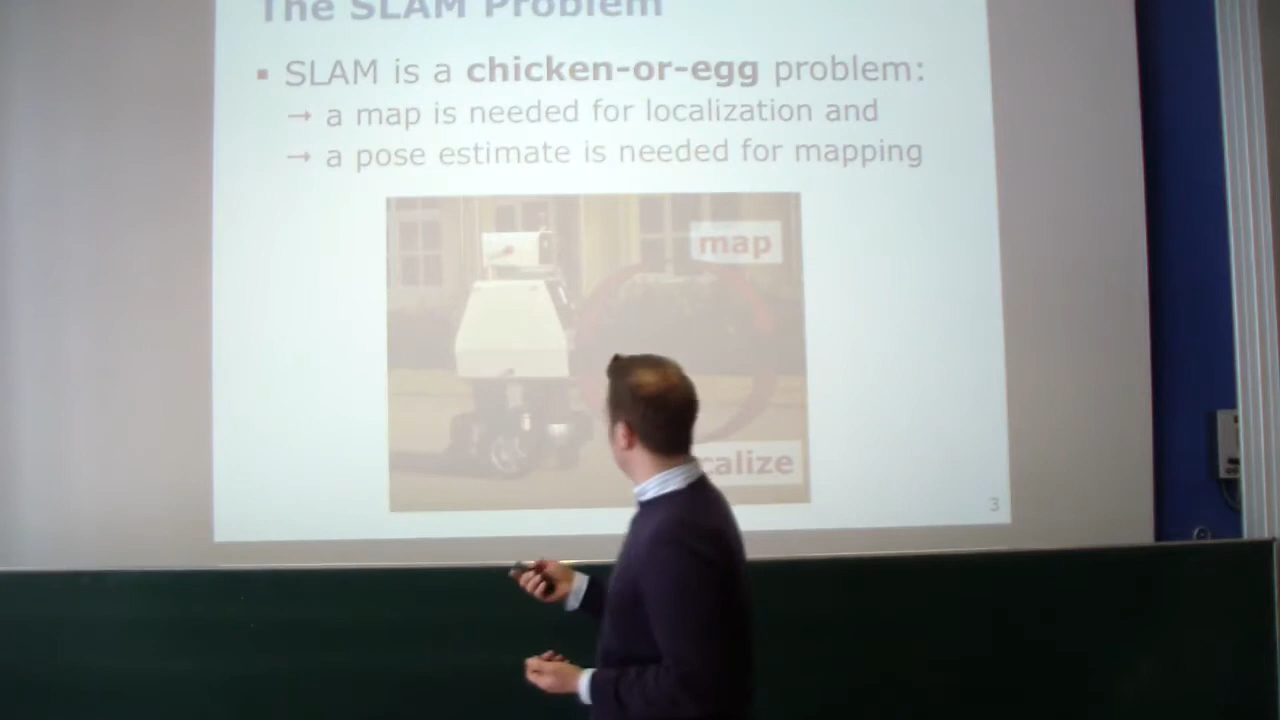 The SLAM Problem
▪ SLAM is a chicken-or-egg problem:
→ a map is needed for localization and
→ a pose estimate is needed for mapping
map
calize
3